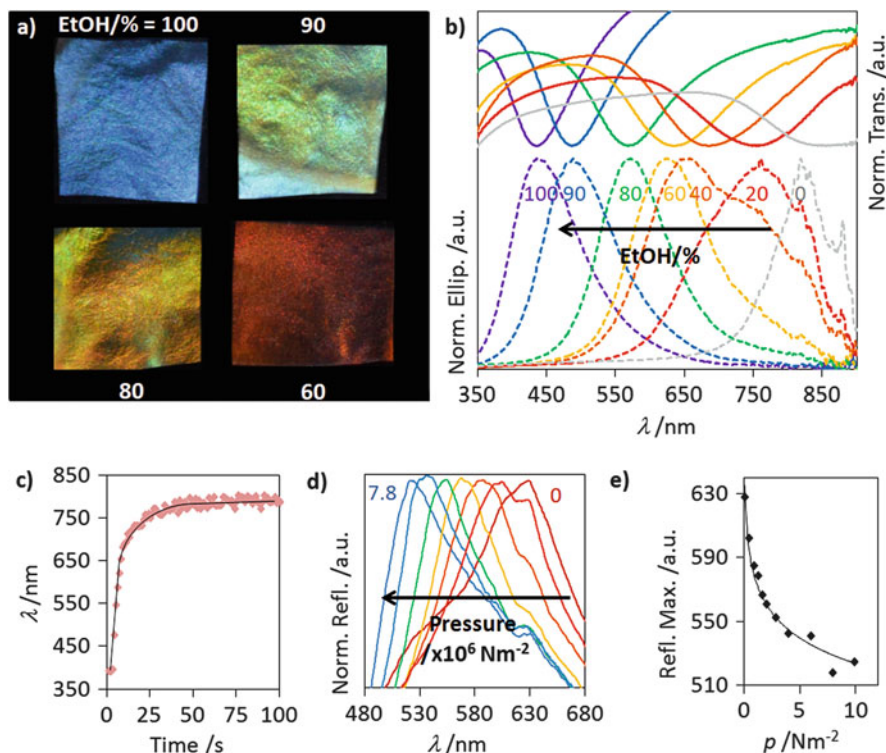 a)
EtOH/% = 100
90
80
60
b)
Norm. Ellip. /a.u.
Norm. Trans. /a.u.
100 90 80 60 40 20 0
EtOH/%
350 450 550 650 750 850
λ /nm
c)
λ/nm
850
750
650
550
450
350
0 25 50 75 100
Time /s
d)
Norm. Refl. /a.u.
7.8
0
Pressure
/x10⁶ Nm⁻²
480 530 580 630 680
λ /nm
e)
Refl. Max. /a.u.
630
590
550
510
0 5 10
p /Nm⁻²